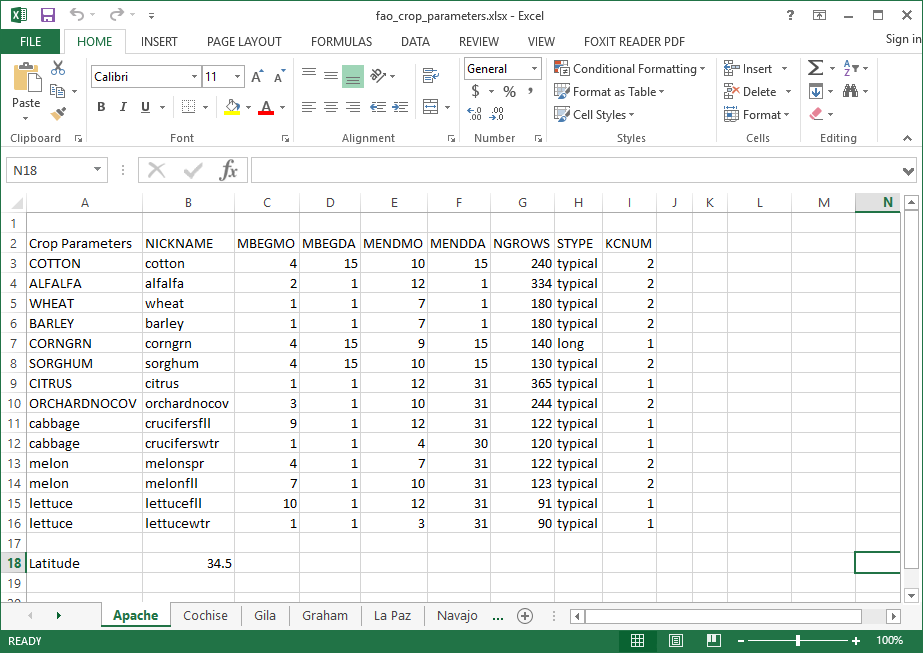 fao_crop_parameters.xlsx - Excel
?
FILE HOME INSERT PAGE LAYOUT FORMULAS DATA REVIEW VIEW FOXIT READER PDF Sign in
Paste
Calibri 11 A A
B I U A
General
$ % ,
Conditional Formatting
Format as Table
Cell Styles
Insert
Delete
Format
Clipboard Font Alignment Number Styles Cells Editing
N18 fx
A B C D E F G H I J K L M N
1
2 Crop Parameters NICKNAME MBEGMO MBEGDA MENDMO MENDDA NGROWS STYPE KCNUM
3 COTTON cotton 4 15 10 15 240 typical 2
4 ALFALFA alfalfa 2 1 12 1 334 typical 2
5 WHEAT wheat 1 1 7 1 180 typical 2
6 BARLEY barley 1 1 7 1 180 typical 2
7 CORNGRN corngrn 4 15 9 15 140 long 1
8 SORGHUM sorghum 4 15 10 15 130 typical 2
9 CITRUS citrus 1 1 12 31 365 typical 1
10 ORCHARDNOCOV orchardnocov 3 1 10 31 244 typical 2
11 cabbage crucifersfll 9 1 12 31 122 typical 1
12 cabbage cruciferswtr 1 1 4 30 120 typical 1
13 melon melonspr 4 1 7 31 122 typical 2
14 melon melonfll 7 1 10 31 123 typical 2
15 lettuce lettucefll 10 1 12 31 91 typical 1
16 lettuce lettucewtr 1 1 3 31 90 typical 1
17
18 Latitude 34.5
19
Apache Cochise Gila Graham La Paz Navajo ...
READY 100%